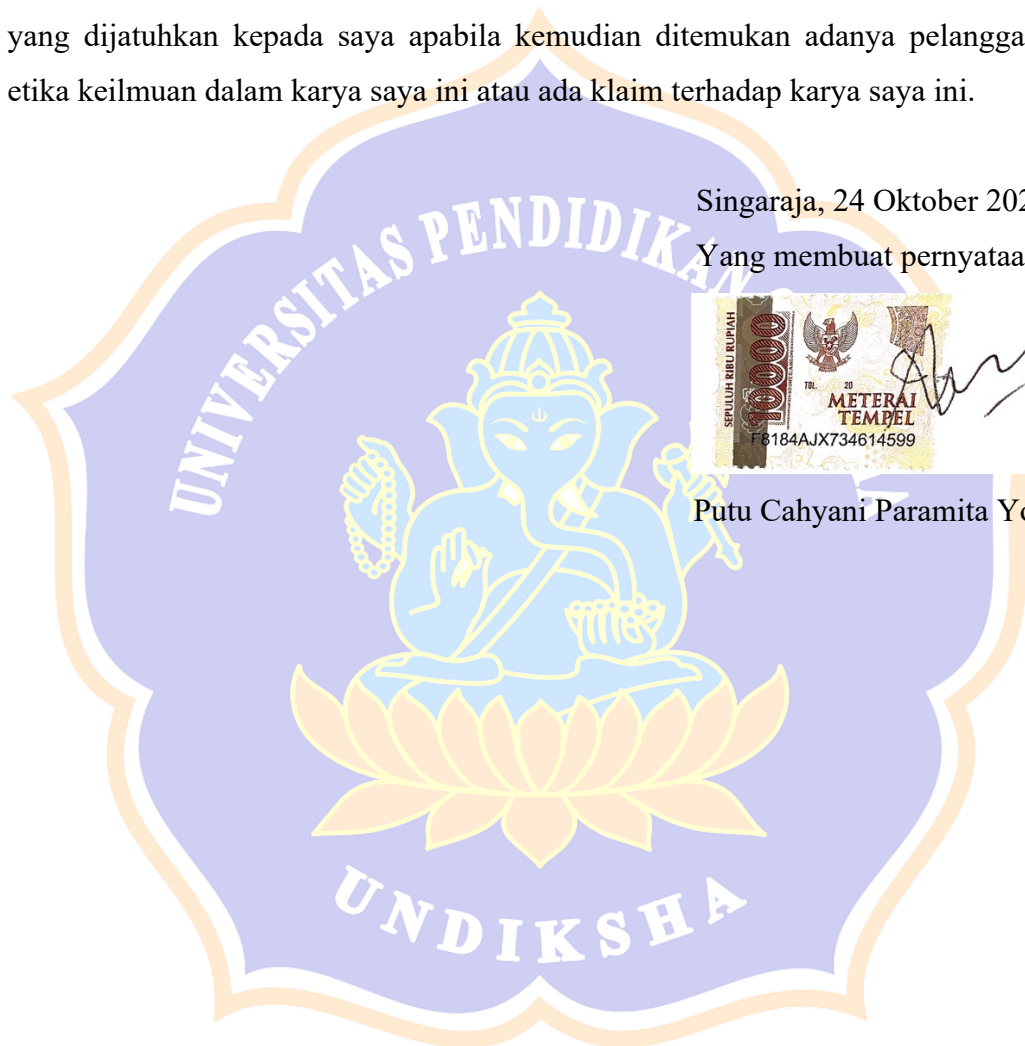 yang dijatuhkan kepada saya apabila kemudian ditemukan adanya pelangga
etika keilmuan dalam karya saya ini atau ada klaim terhadap karya saya ini.
Singaraja, 24 Oktober 202
Yang membuat pernyataa
UNIVERSITAS PENDIDIKAN
SEPULUH RIBU RUPIAH
10000
TGL. 20
METERAI
TEMPEL
F8184AJX734614599
Putu Cahyani Paramita Yo
UNDIKSHA